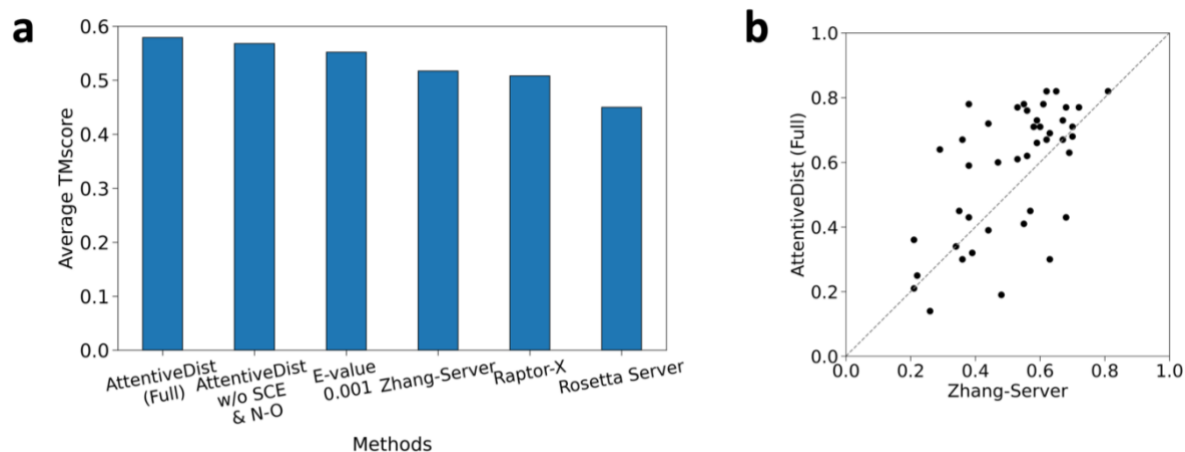 a
0.6
0.5
0.4
0.3
0.2
0.1
0.0
Average TMscore
AttentiveDist
(Full)
AttentiveDist
w/o SCE
& N-O
E-value
0.001
Zhang-Server
Raptor-X
Rosetta Server
Methods
b
1.0
0.8
0.6
0.4
0.2
0.0
AttentiveDist (Full)
0.0
0.2
0.4
0.6
0.8
1.0
Zhang-Server